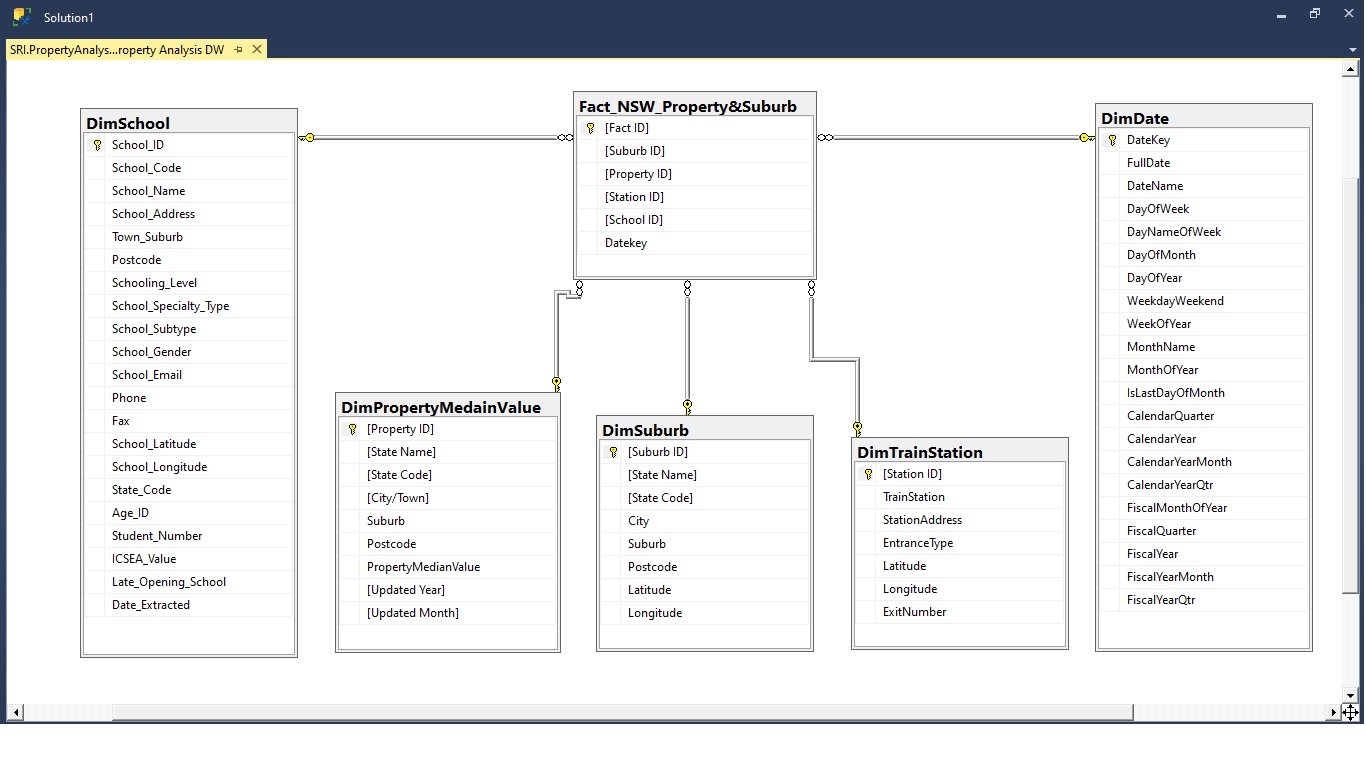 Solution1
SRI.PropertyAnalys...roperty Analysis DW
DimSchool
School_ID
School_Code
School_Name
School_Address
Town_Suburb
Postcode
Schooling_Level
School_Specialty_Type
School_Subtype
School_Gender
School_Email
Phone
Fax
School_Latitude
School_Longitude
State_Code
Age_ID
Student_Number
ICSEA_Value
Late_Opening_School
Date_Extracted
Fact_NSW_Property&Suburb
[Fact ID]
[Suburb ID]
[Property ID]
[Station ID]
[School ID]
Datekey
DimPropertyMedainValue
[Property ID]
[State Name]
[State Code]
[City/Town]
Suburb
Postcode
PropertyMedianValue
[Updated Year]
[Updated Month]
DimSuburb
[Suburb ID]
[State Name]
[State Code]
City
Suburb
Postcode
Latitude
Longitude
DimTrainStation
[Station ID]
TrainStation
StationAddress
EntranceType
Latitude
Longitude
ExitNumber
DimDate
DateKey
FullDate
DateName
DayOfWeek
DayNameOfWeek
DayOfMonth
DayOfYear
WeekdayWeekend
WeekOfYear
MonthName
MonthOfYear
IsLastDayOfMonth
CalendarQuarter
CalendarYear
CalendarYearMonth
CalendarYearQtr
FiscalMonthOfYear
FiscalQuarter
FiscalYear
FiscalYearMonth
FiscalYearQtr